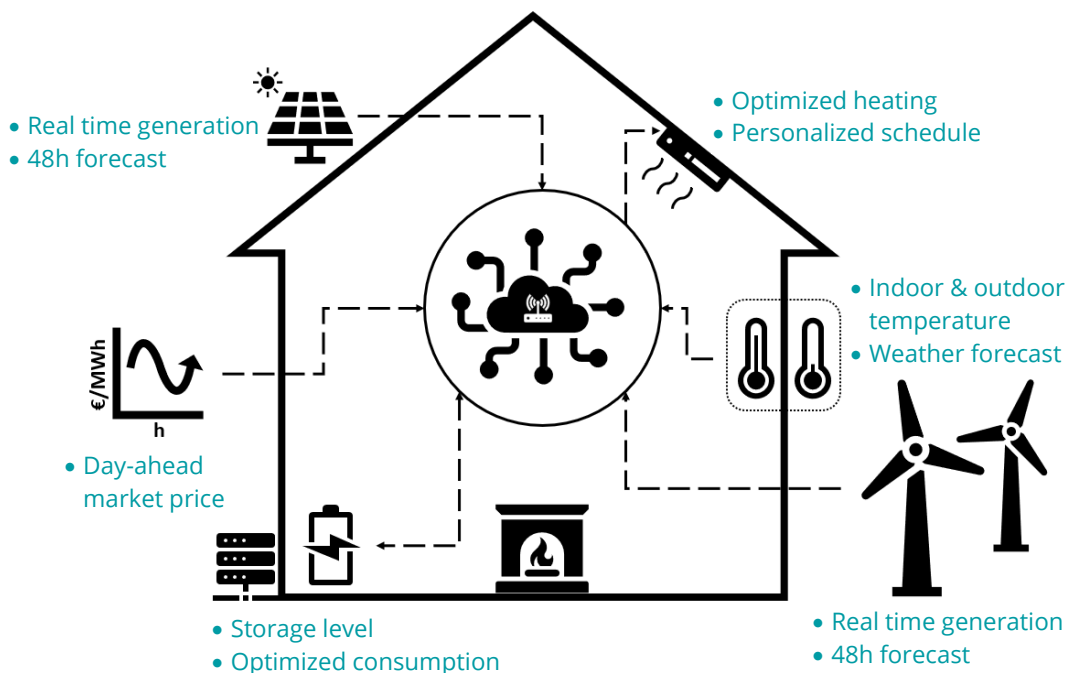 • Real time generation
• 48h forecast
• Optimized heating
• Personalized schedule
• Indoor & outdoor
temperature
• Weather forecast
€/MWh
h
• Day-ahead
market price
• Storage level
• Optimized consumption
• Real time generation
• 48h forecast